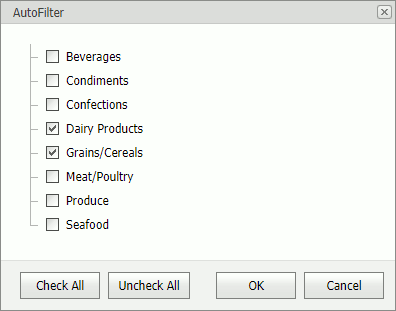 AutoFilter
Beverages
Condiments
Confections
Dairy Products
Grains/Cereals
Meat/Poultry
Produce
Seafood
Check All Uncheck All OK Cancel